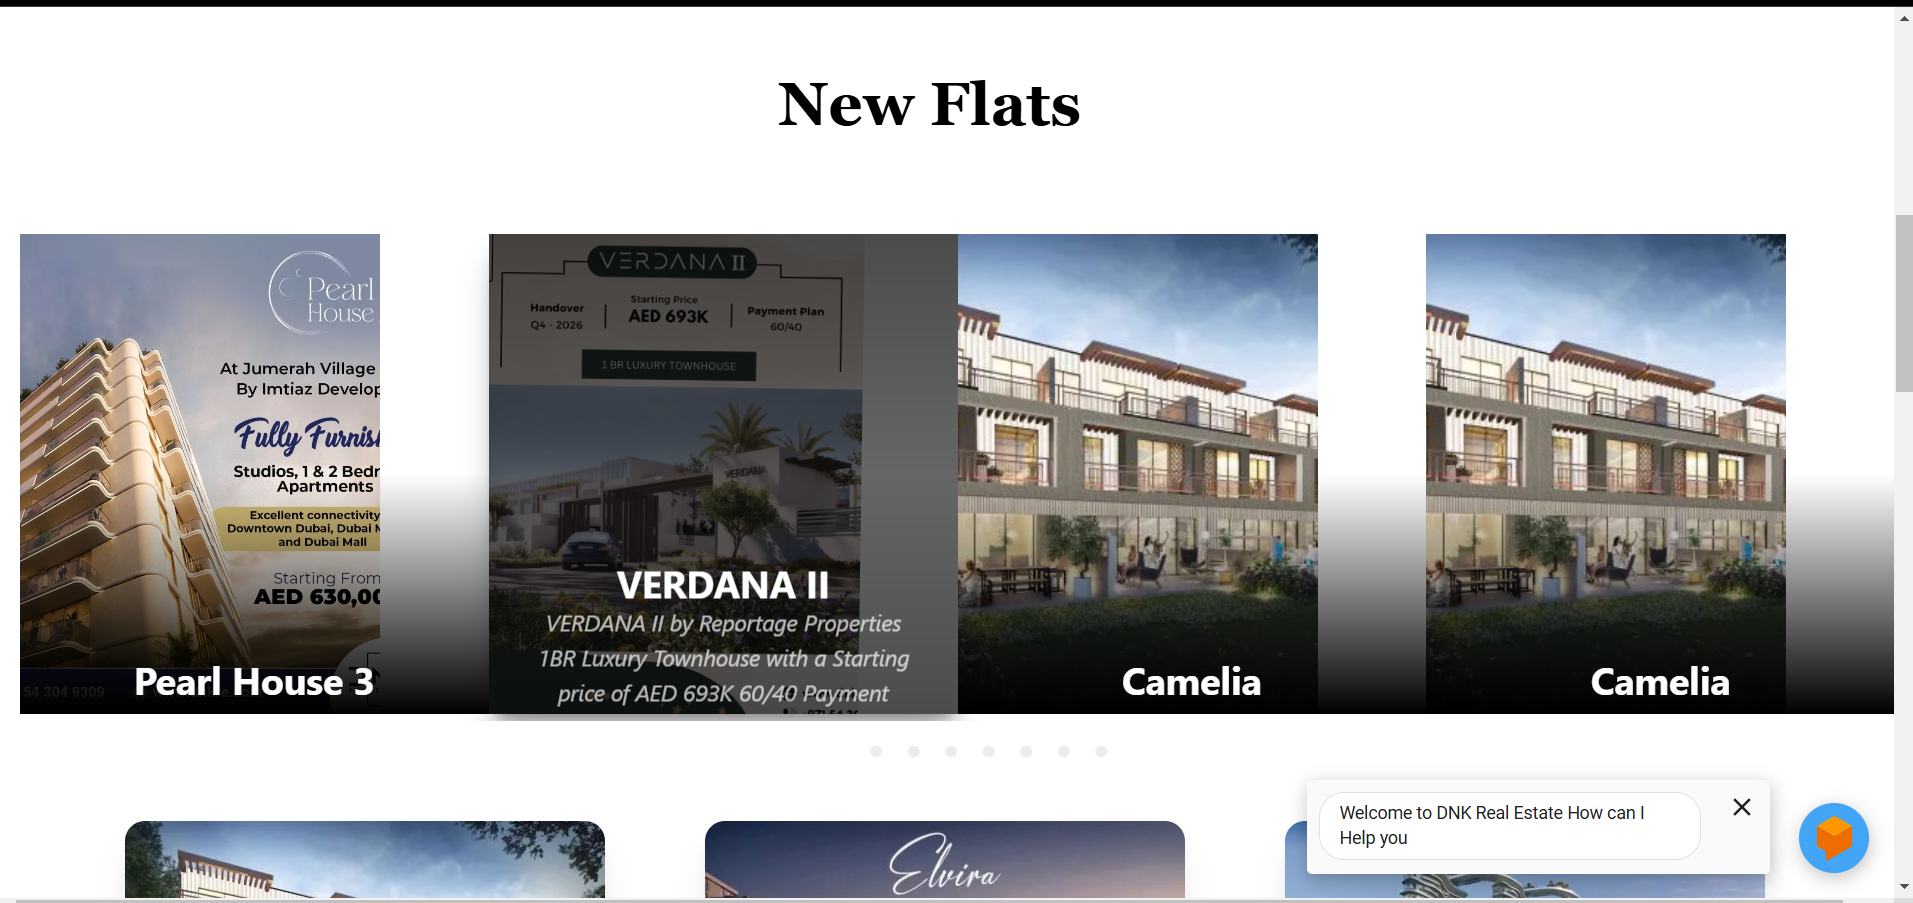 New Flats
Pearl
House
At Jumerah Village
By Imtiaz Develop
Fully Furnish
Studios, 1 & 2 Bedr
Apartments
Excellent connectivity
Downtown Dubai, Dubai M
and Dubai Mall
Starting From
AED 630,00
54 304 9309
Pearl House 3
VERDANA II
Handover
Q4 - 2026
Starting Price
AED 693K
Payment Plan
60/40
1 BR LUXURY TOWNHOUSE
VERDANA
VERDANA II
VERDANA II by Reportage Properties
1BR Luxury Townhouse with a Starting
price of AED 693K 60/40 Payment
Camelia
Camelia
Elvira
Welcome to DNK Real Estate How can I
Help you